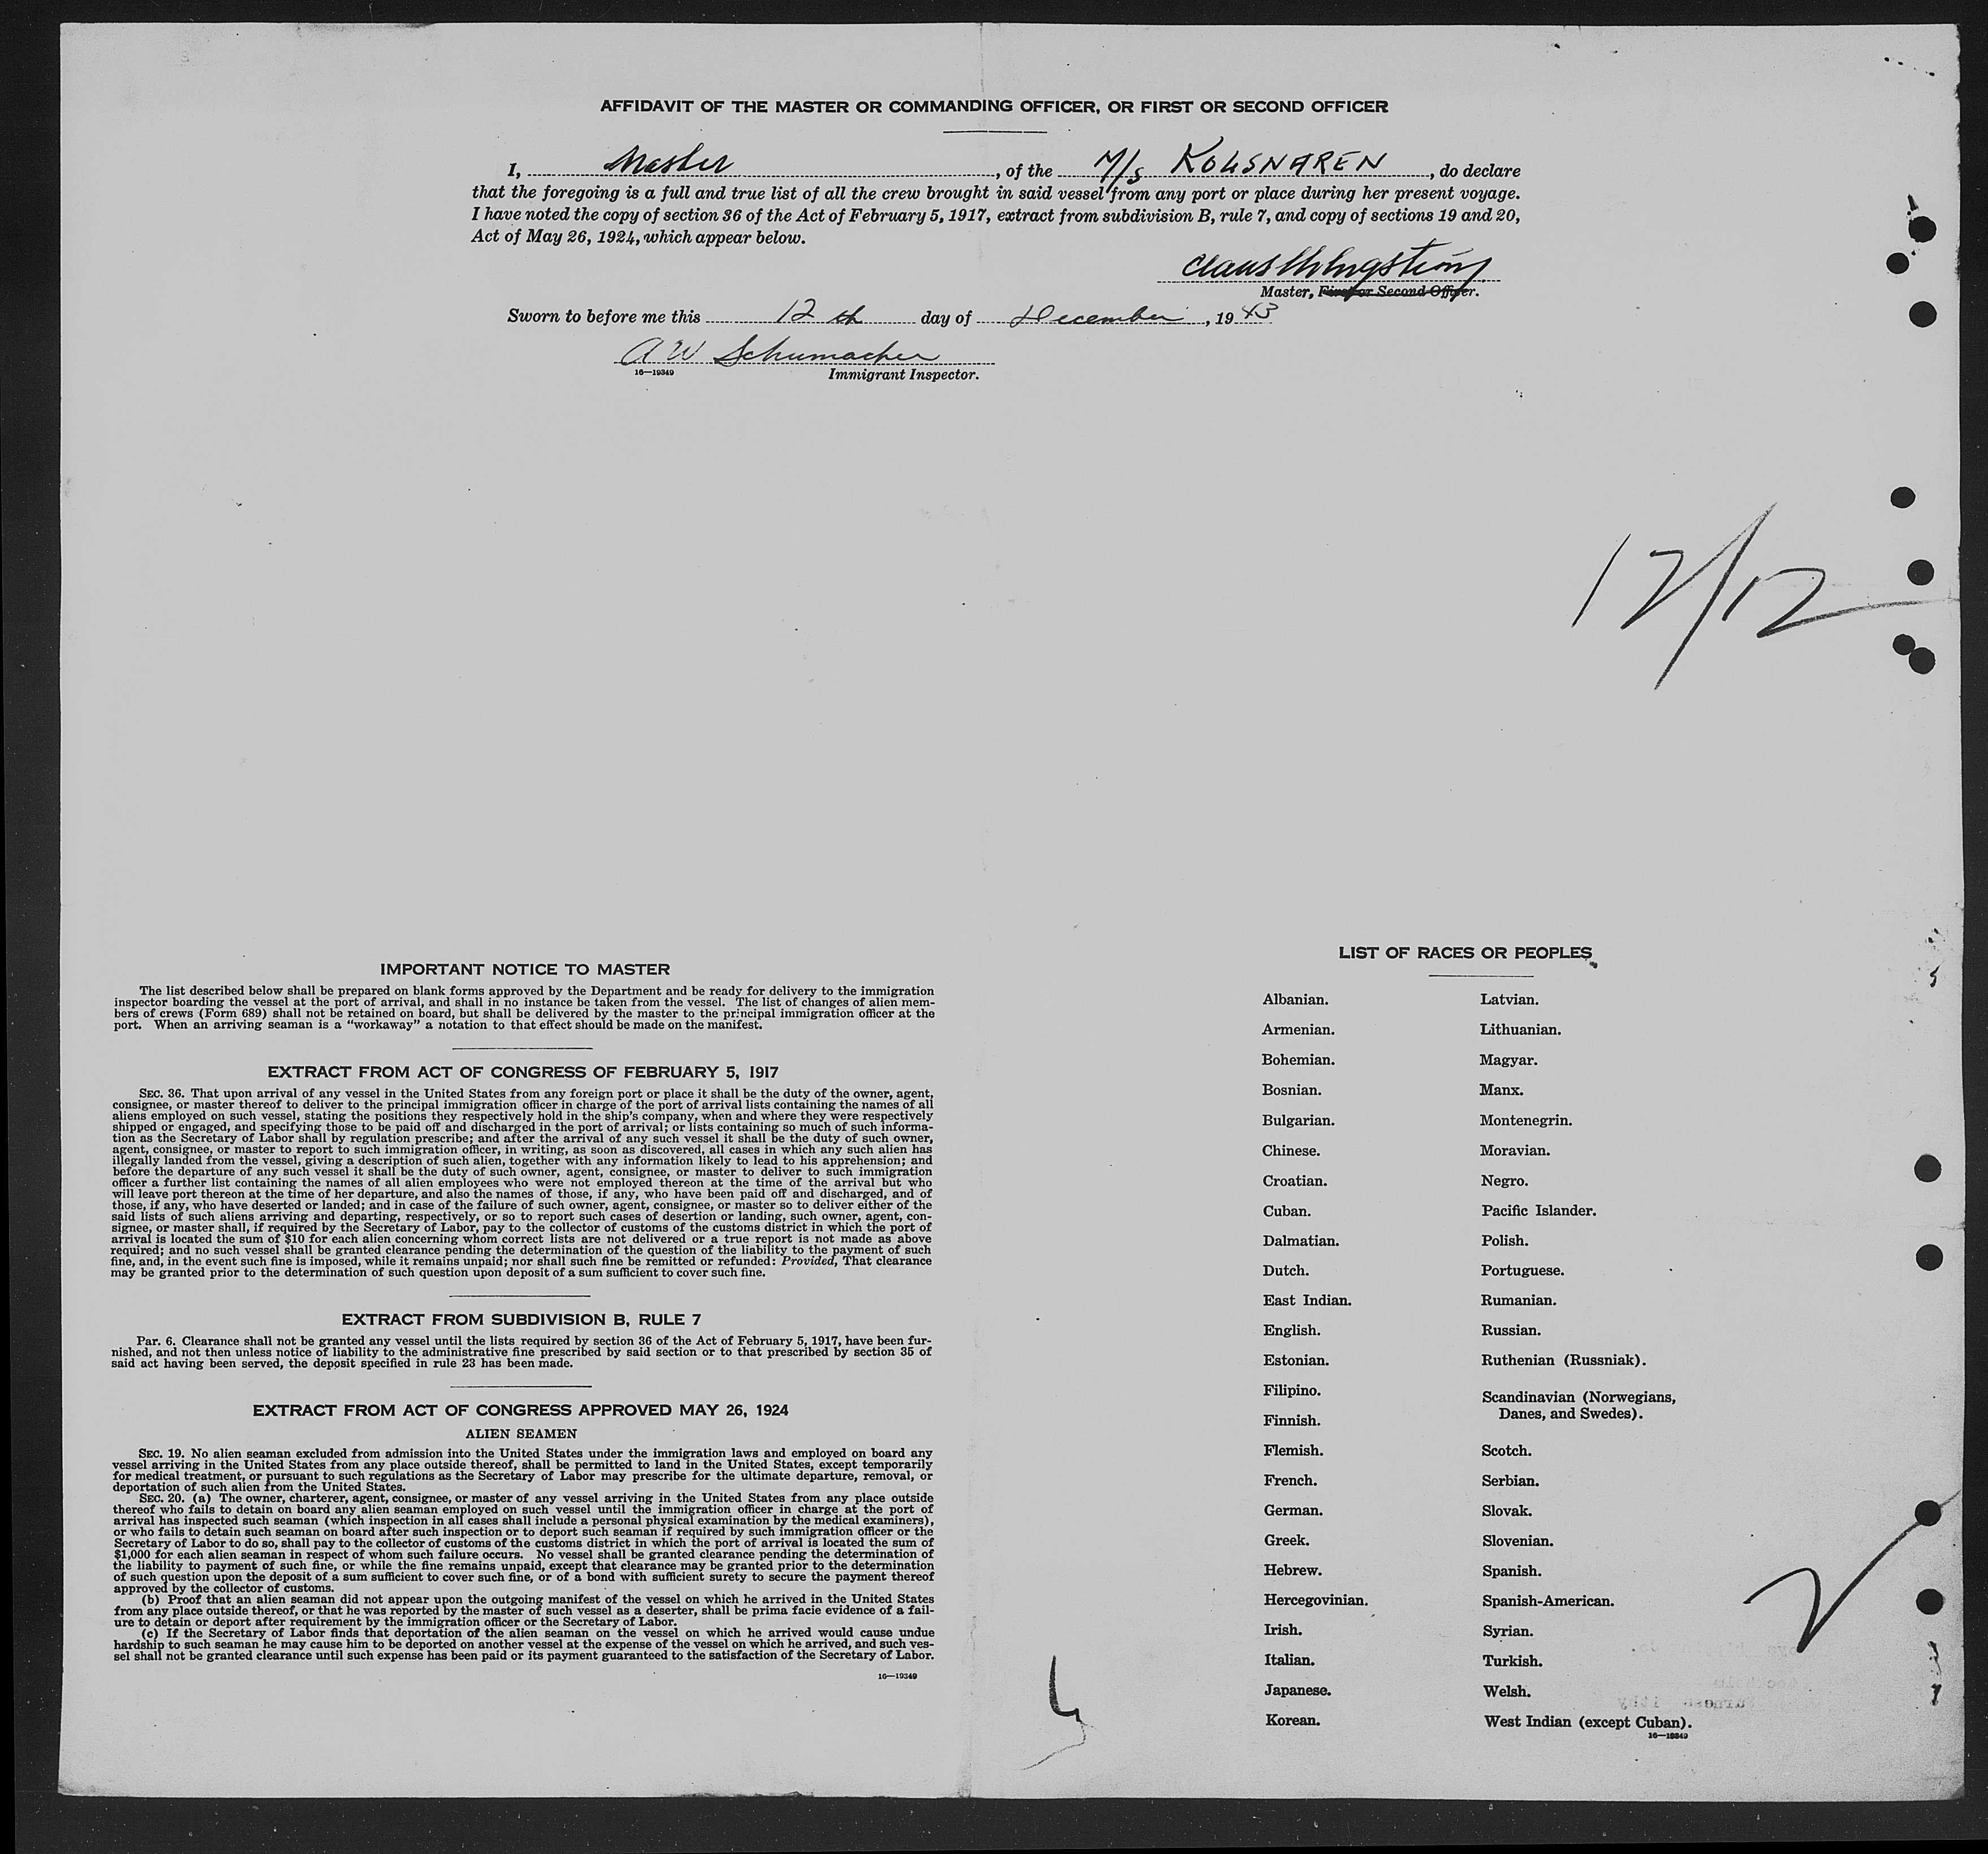 AFFIDAVIT OF THE MASTER OR COMMANDING OFFICER, OR FIRST OR SECOND OFFICER
I, Master, of the M/S KOLSNAREN, do declare
that the foregoing is a full and true list of all the crew brought in said vessel from any port or place during her present voyage.
I have noted the copy of section 36 of the Act of February 5, 1917, extract from subdivision B, rule 7, and copy of sections 19 and 20,
Act of May 26, 1924, which appear below.
Master, First or Second Officer.
Sworn to before me this 12 th day of December, 19 43
A W Schumacher
16—19349 Immigrant Inspector.
12/12
IMPORTANT NOTICE TO MASTER
The list described below shall be prepared on blank forms approved by the Department and be ready for delivery to the immigration
inspector boarding the vessel at the port of arrival, and shall in no instance be taken from the vessel. The list of changes of alien mem-
bers of crews (Form 689) shall not be retained on board, but shall be delivered by the master to the principal immigration officer at the
port. When an arriving seaman is a "workaway" a notation to that effect should be made on the manifest.
EXTRACT FROM ACT OF CONGRESS OF FEBRUARY 5, 1917
SEC. 36. That upon arrival of any vessel in the United States from any foreign port or place it shall be the duty of the owner, agent,
consignee, or master thereof to deliver to the principal immigration officer in charge of the port of arrival lists containing the names of all
aliens employed on such vessel, stating the positions they respectively hold in the ship's company, when and where they were respectively
shipped or engaged, and specifying those to be paid off and discharged in the port of arrival; or lists containing so much of such informa-
tion as the Secretary of Labor shall by regulation prescribe; and after the arrival of any such vessel it shall be the duty of such owner,
agent, consignee, or master to report to such immigration officer, in writing, as soon as discovered, all cases in which any such alien has
illegally landed from the vessel, giving a description of such alien, together with any information likely to lead to his apprehension; and
before the departure of any such vessel it shall be the duty of such owner, agent, consignee, or master to deliver to such immigration
officer a further list containing the names of all alien employees who were not employed thereon at the time of the arrival but who
will leave port thereon at the time of her departure, and also the names of those, if any, who have been paid off and discharged, and of
those, if any, who have deserted or landed; and in case of the failure of such owner, agent, consignee, or master so to deliver either of the
said lists of such aliens arriving and departing, respectively, or so to report such cases of desertion or landing, such owner, agent, con-
signee, or master shall, if required by the Secretary of Labor, pay to the collector of customs of the customs district in which the port of
arrival is located the sum of $10 for each alien concerning whom correct lists are not delivered or a true report is not made as above
required; and no such vessel shall be granted clearance pending the determination of the question of the liability to the payment of such
fine, and, in the event such fine is imposed, while it remains unpaid; nor shall such fine be remitted or refunded: Provided, That clearance
may be granted prior to the determination of such question upon deposit of a sum sufficient to cover such fine.
EXTRACT FROM SUBDIVISION B, RULE 7
Par. 6. Clearance shall not be granted any vessel until the lists required by section 36 of the Act of February 5, 1917, have been fur-
nished, and not then unless notice of liability to the administrative fine prescribed by said section or to that prescribed by section 35 of
said act having been served, the deposit specified in rule 23 has been made.
EXTRACT FROM ACT OF CONGRESS APPROVED MAY 26, 1924
ALIEN SEAMEN
SEC. 19. No alien seaman excluded from admission into the United States under the immigration laws and employed on board any
vessel arriving in the United States from any place outside thereof, shall be permitted to land in the United States, except temporarily
for medical treatment, or pursuant to such regulations as the Secretary of Labor may prescribe for the ultimate departure, removal, or
deportation of such alien from the United States.
SEC. 20. (a) The owner, charterer, agent, consignee, or master of any vessel arriving in the United States from any place outside
thereof who fails to detain on board any alien seaman employed on such vessel until the immigration officer in charge at the port of
arrival has inspected such seaman (which inspection in all cases shall include a personal physical examination by the medical examiners),
or who fails to detain such seaman on board after such inspection or to deport such seaman if required by such immigration officer or the
Secretary of Labor to do so, shall pay to the collector of customs of the customs district in which the port of arrival is located the sum of
$1,000 for each alien seaman in respect of whom such failure occurs. No vessel shall be granted clearance pending the determination of
the liability to payment of such fine, or while the fine remains unpaid, except that clearance may be granted prior to the determination
of such question upon the deposit of a sum sufficient to cover such fine, or of a bond with sufficient surety to secure the payment thereof
approved by the collector of customs.
(b) Proof that an alien seaman did not appear upon the outgoing manifest of the vessel on which he arrived in the United States
from any place outside thereof, or that he was reported by the master of such vessel as a deserter, shall be prima facie evidence of a fail-
ure to detain or deport after requirement by the immigration officer or the Secretary of Labor.
(c) If the Secretary of Labor finds that deportation of the alien seaman on the vessel on which he arrived would cause undue
hardship to such seaman he may cause him to be deported on another vessel at the expense of the vessel on which he arrived, and such ves-
sel shall not be granted clearance until such expense has been paid or its payment guaranteed to the satisfaction of the Secretary of Labor.
16—19349
LIST OF RACES OR PEOPLES
Albanian. Latvian.
Armenian. Lithuanian.
Bohemian. Magyar.
Bosnian. Manx.
Bulgarian. Montenegrin.
Chinese. Moravian.
Croatian. Negro.
Cuban. Pacific Islander.
Dalmatian. Polish.
Dutch. Portuguese.
East Indian. Rumanian.
English. Russian.
Estonian. Ruthenian (Russniak).
Filipino. Scandinavian (Norwegians,
Finnish. Danes, and Swedes).
Flemish. Scotch.
French. Serbian.
German. Slovak.
Greek. Slovenian.
Hebrew. Spanish.
Hercegovinian. Spanish-American.
Irish. Syrian.
Italian. Turkish.
Japanese. Welsh.
Korean. West Indian (except Cuban).
16—19349